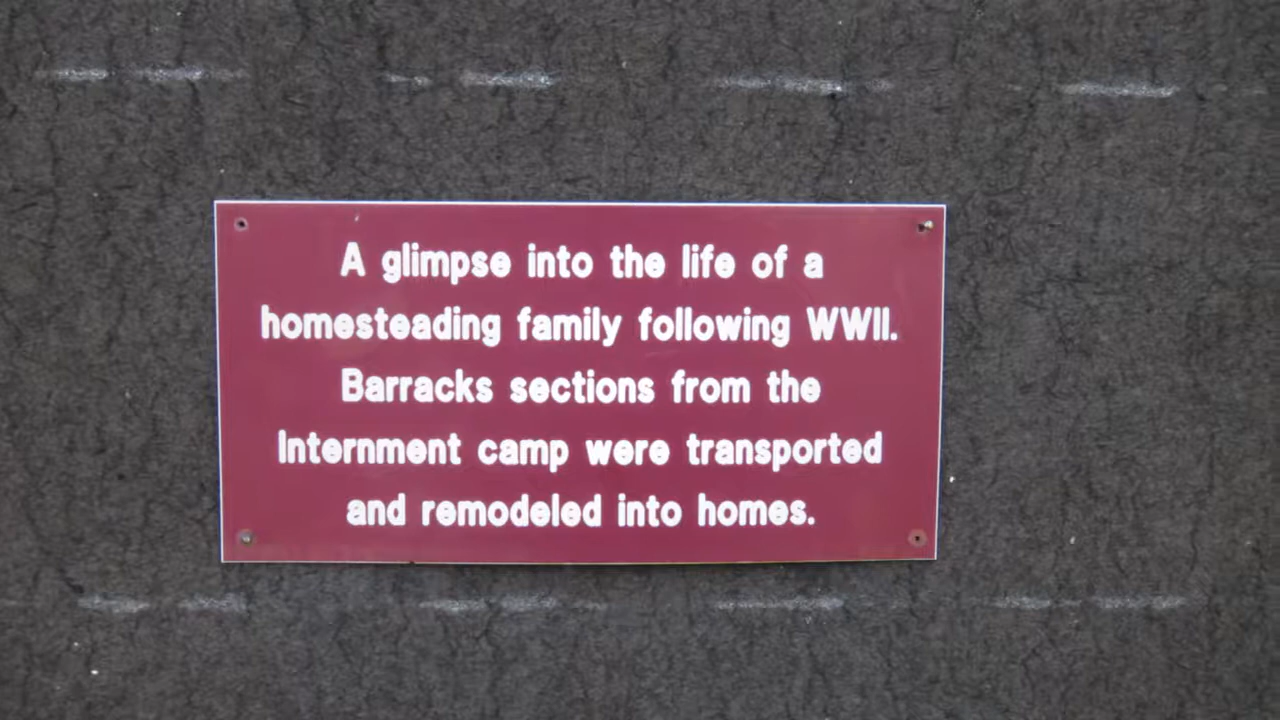 A glimpse into the life of a
homesteading family following WWII.
Barracks sections from the
Internment camp were transported
and remodeled into homes.